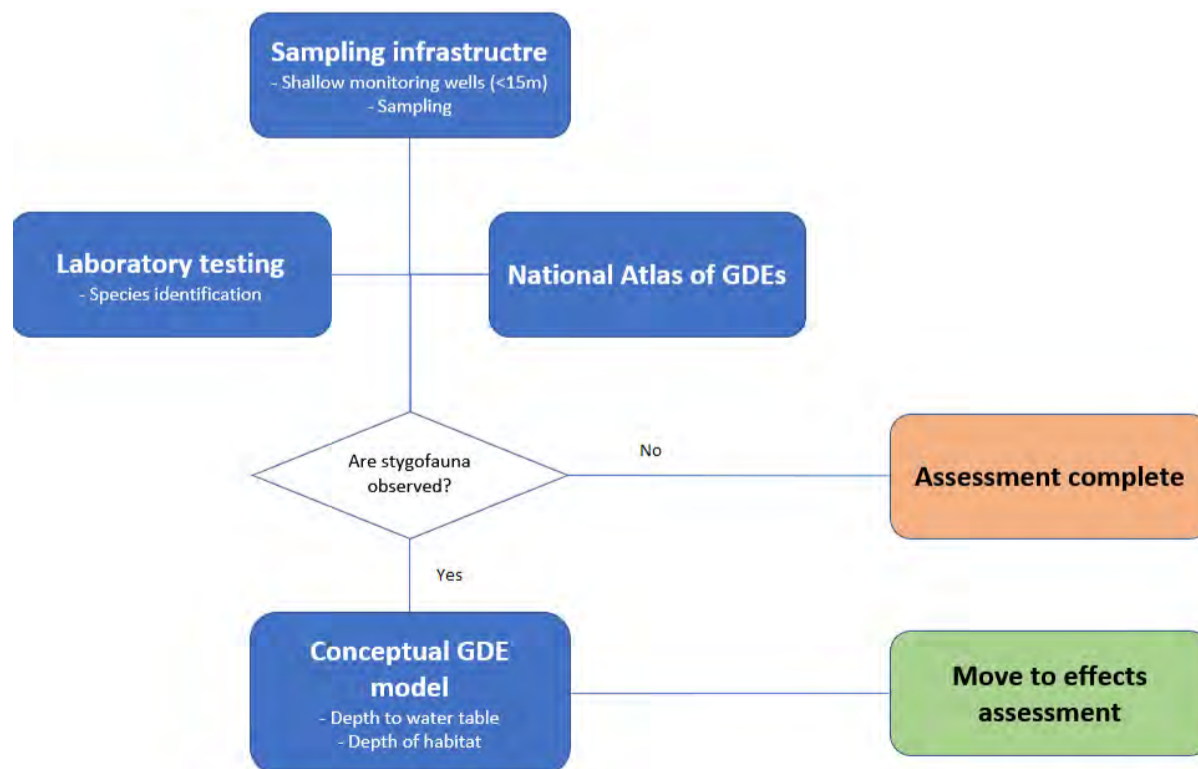 Sampling infrastructre
- Shallow monitoring wells (<15m)
- Sampling
Laboratory testing
- Species identification
National Atlas of GDEs
Are stygofauna
observed?
No
Assessment complete
Yes
Conceptual GDE
model
- Depth to water table
- Depth of habitat
Move to effects
assessment